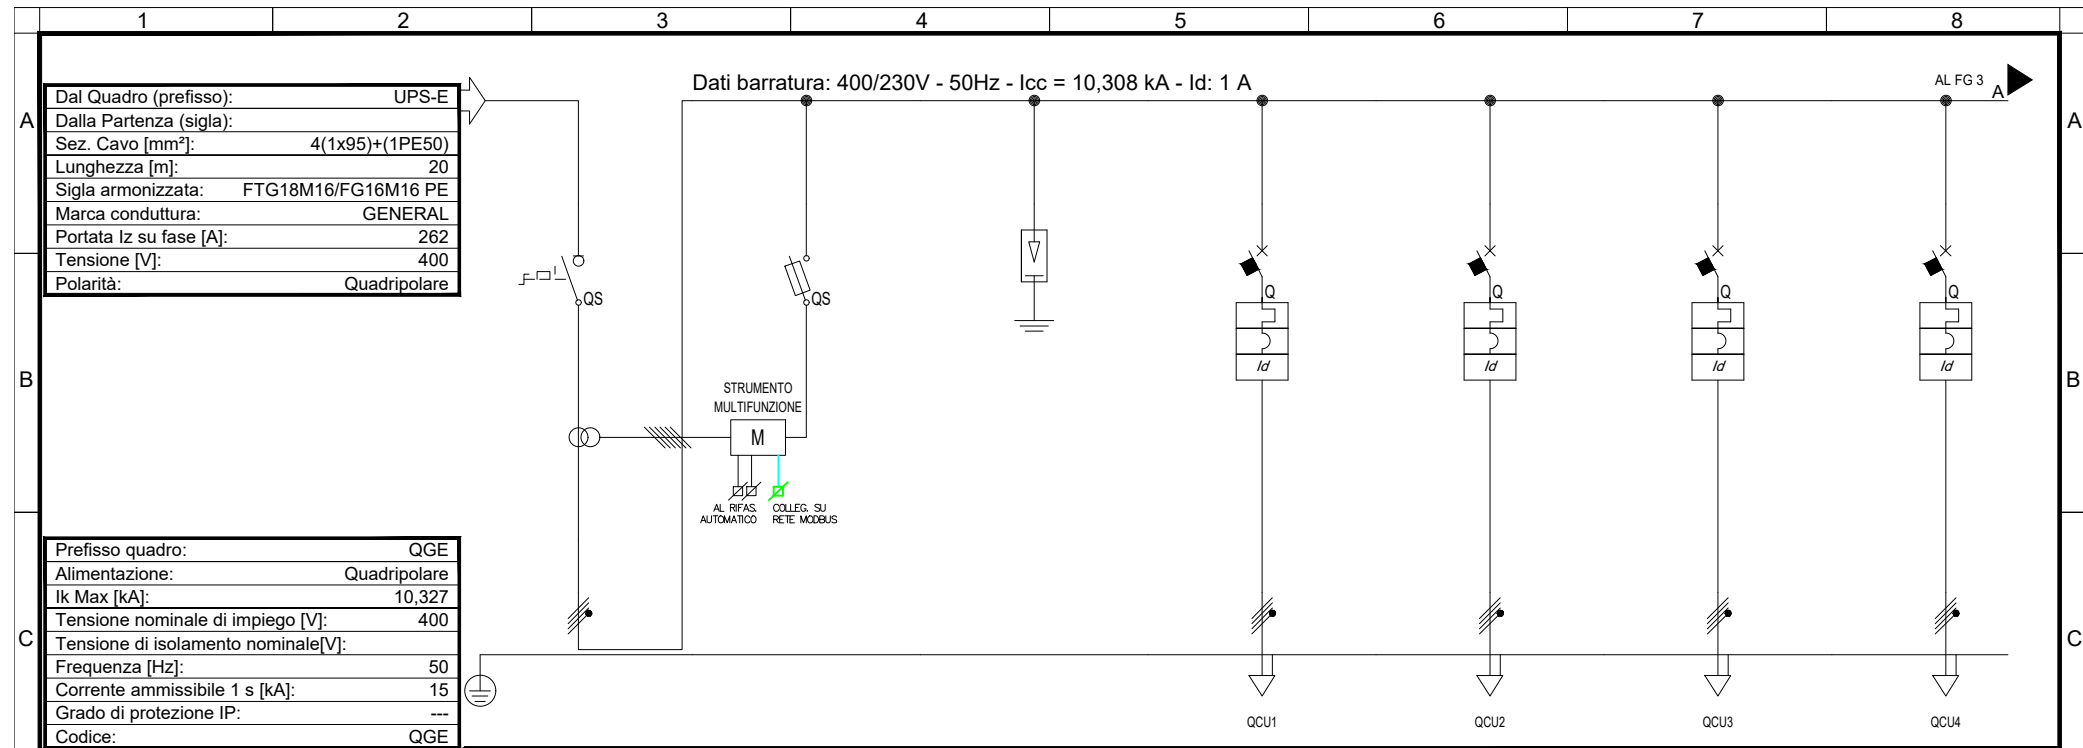 1 2 3 4 5 6 7 8
Dati barratura: 400/230V - 50Hz - Icc = 10,308 kA - Id: 1 A
AL FG 3
A
A
A
Dal Quadro (prefisso): UPS-E
Dalla Partenza (sigla):
Sez. Cavo [mm²]: 4(1x95)+(1PE50)
Lunghezza [m]: 20
Sigla armonizzata: FTG18M16/FG16M16 PE
Marca conduttura: GENERAL
Portata Iz su fase [A]: 262
Tensione [V]: 400
Polarità: Quadripolare
QS
QS
Q
Q
Q
Q
Id
Id
Id
Id
B
B
STRUMENTO
MULTIFUNZIONE
M
AL RIFAS.
AUTOMATICO
COLLEG. SU
RETE MODBUS
Prefisso quadro: QGE
Alimentazione: Quadripolare
Ik Max [kA]: 10,327
Tensione nominale di impiego [V]: 400
Tensione di isolamento nominale[V]:
Frequenza [Hz]: 50
Corrente ammissibile 1 s [kA]: 15
Grado di protezione IP: ---
Codice: QGE
C
C
QCU1
QCU2
QCU3
QCU4